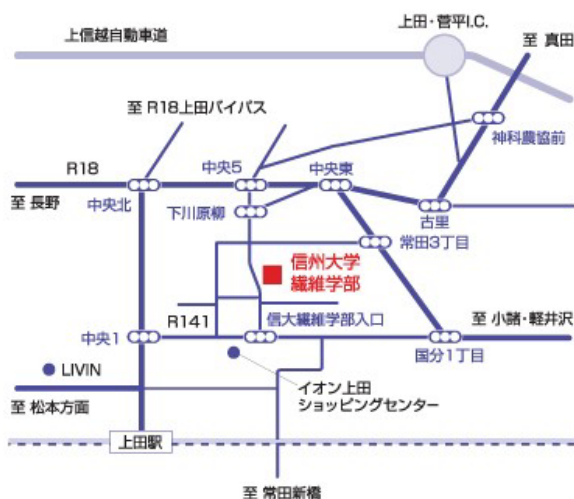 上田・菅平I.C.
上信越自動車道
至 真田
至 R18上田バイパス
神科農協前
R18
中央5
中央東
至 長野
中央北
下川原柳
古里
常田3丁目
信州大学
繊維学部
R141
信大繊維学部入口
至 小諸・軽井沢
中央1
国分1丁目
LIVIN
イオン上田
ショッピングセンター
至 松本方面
上田駅
至 常田新橋